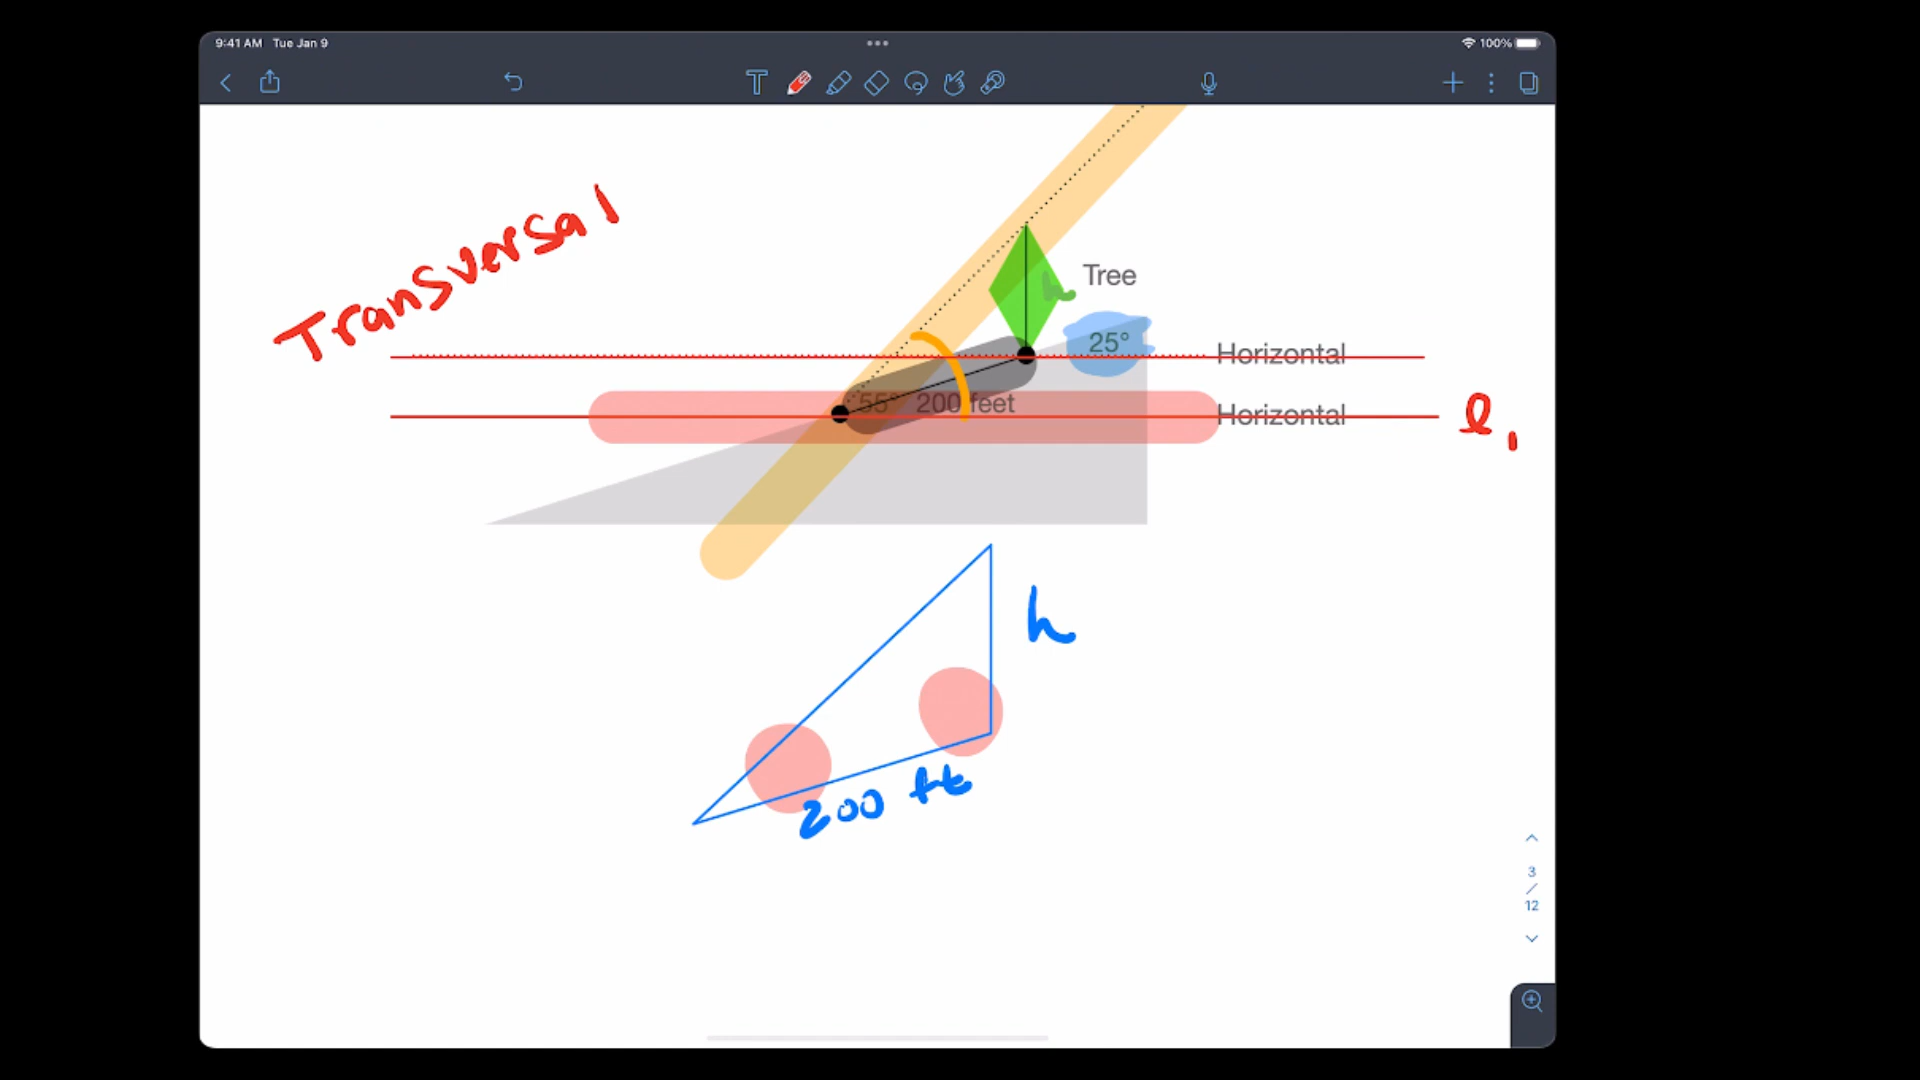 9:41 AM Tue Jan 9
100%
Transversal
Tree
h
25°
Horizontal
55° 200 feet
Horizontal
l₁
h
200 ft
3
/
12